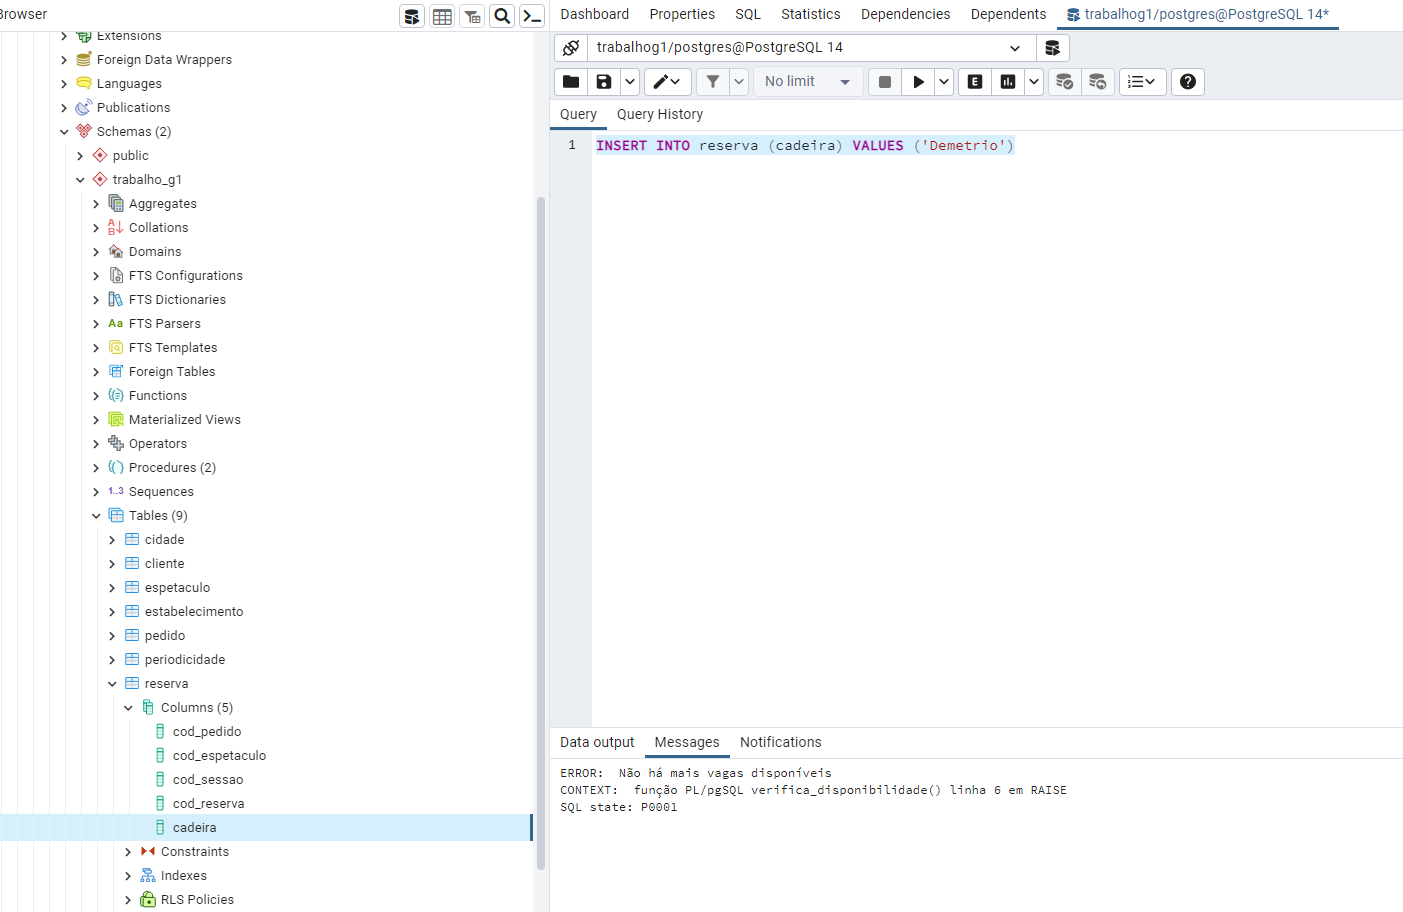 Browser
Extensions
Foreign Data Wrappers
Languages
Publications
Schemas (2)
public
trabalho_g1
Aggregates
Collations
Domains
FTS Configurations
FTS Dictionaries
Aa FTS Parsers
FTS Templates
Foreign Tables
Functions
Materialized Views
Operators
Procedures (2)
1..3 Sequences
Tables (9)
cidade
cliente
espetaculo
estabelecimento
pedido
periodicidade
reserva
Columns (5)
cod_pedido
cod_espetaculo
cod_sessao
cod_reserva
cadeira
Constraints
Indexes
RLS Policies
Dashboard Properties SQL Statistics Dependencies Dependents trabalhog1/postgres@PostgreSQL 14*
trabalhog1/postgres@PostgreSQL 14
No limit
Query Query History
1 INSERT INTO reserva (cadeira) VALUES ('Demetrio')
Data output Messages Notifications
ERROR: Não há mais vagas disponíveis
CONTEXT: função PL/pgSQL verifica_disponibilidade() linha 6 em RAISE
SQL state: P0001